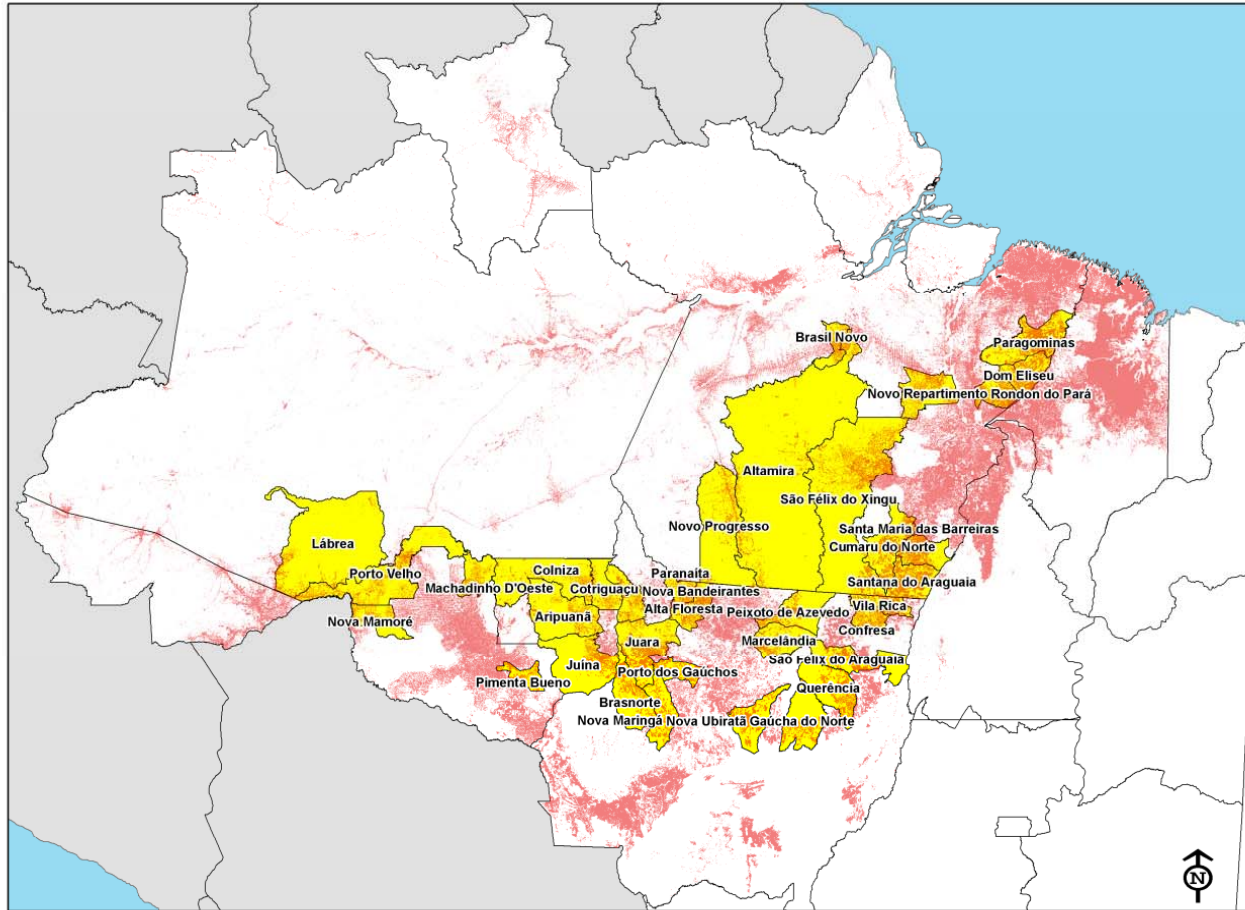 Brasil Novo
Paragominas
Dom Eliseu
Novo Repartimento
Rondon do Pará
Altamira
São Félix do Xingu
Novo Progresso
Santa Maria das Barreiras
Cumaru do Norte
Lábrea
Porto Velho
Colniza
Paranaíta
Machadinho D'Oeste
Cotriguaçu
Nova Bandeirantes
Santana do Araguaia
Alta Floresta
Peixoto de Azevedo
Vila Rica
Aripuanã
Nova Mamoré
Confresa
Juara
Marcelândia
São Félix do Araguaia
Juína
Porto dos Gaúchos
Pimenta Bueno
Querência
Brasnorte
Nova Maringá
Nova Ubiratã
Gaúcha do Norte
N